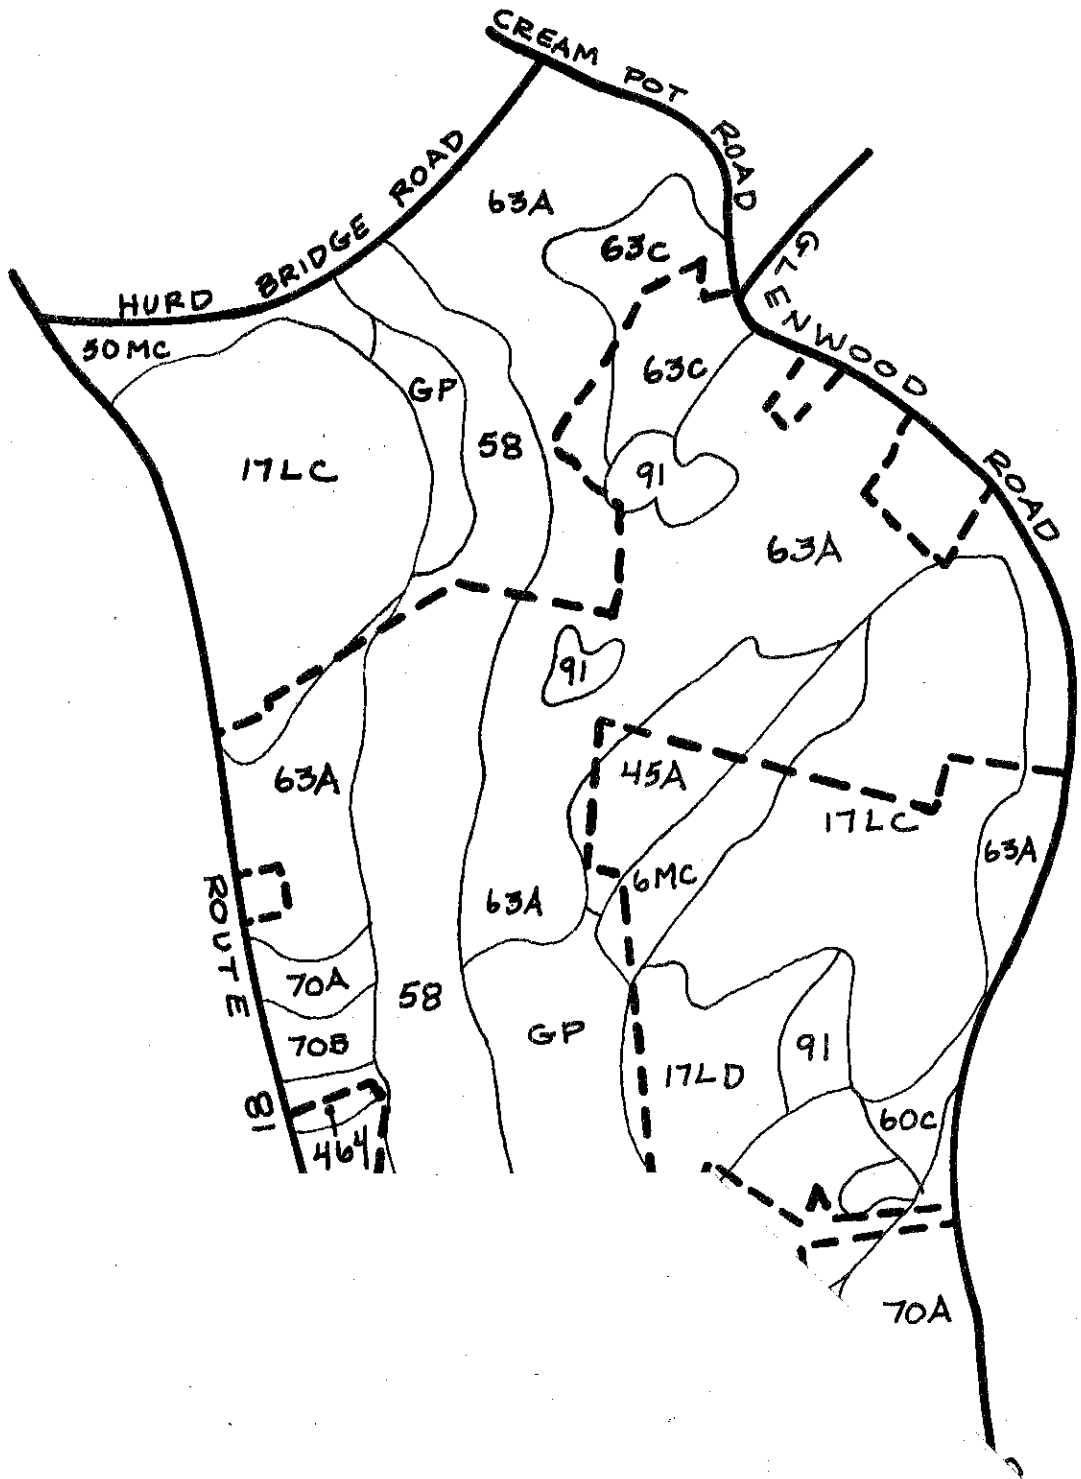 CREAM POT ROAD
HURD BRIDGE ROAD
GLENWOOD ROAD
63A
63C
50MC
63C
GP
58
17LC
91
63A
91
45A
63A
17LC
63A
6MC
63A
70A
58
ROUTE 81
70B
GP
91
17LD
60C
464
70A